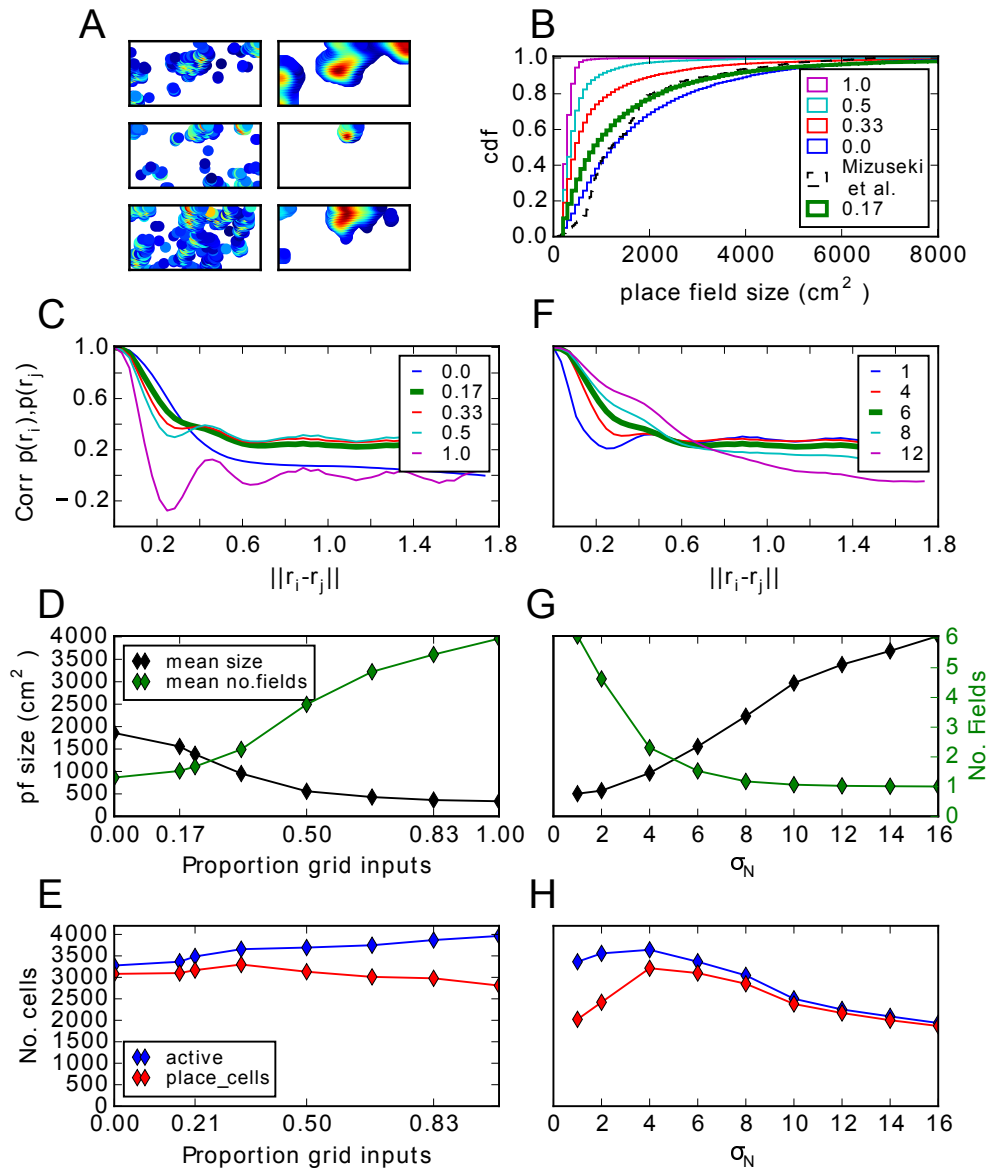 A
B
1.0
0.8
0.6
0.4
0.2
0.0
cdf
1.0
0.5
0.33
0.0
Mizuseki
et al.
0.17
0 2000 4000 6000 8000
place field size (cm²)
C
1.0
0.6
0.2
−0.2
Corr p(r_i),p(r_j)
0.0
0.17
0.33
0.5
1.0
0.2 0.6 1.0 1.4 1.8
||r_i-r_j||
F
1
4
6
8
12
0.2 0.6 1.0 1.4 1.8
||r_i-r_j||
D
4000
3500
3000
2500
2000
1500
1000
500
0
pf size (cm²)
mean size
mean no.fields
0.00 0.17 0.50 0.83 1.00
Proportion grid inputs
G
6
5
4
3
2
1
0
No. Fields
0 2 4 6 8 10 12 14 16
σ_N
E
4000
3500
3000
2500
2000
1500
1000
500
0
No. cells
active
place_cells
0.00 0.21 0.50 0.83
Proportion grid inputs
H
0 2 4 6 8 10 12 14 16
σ_N